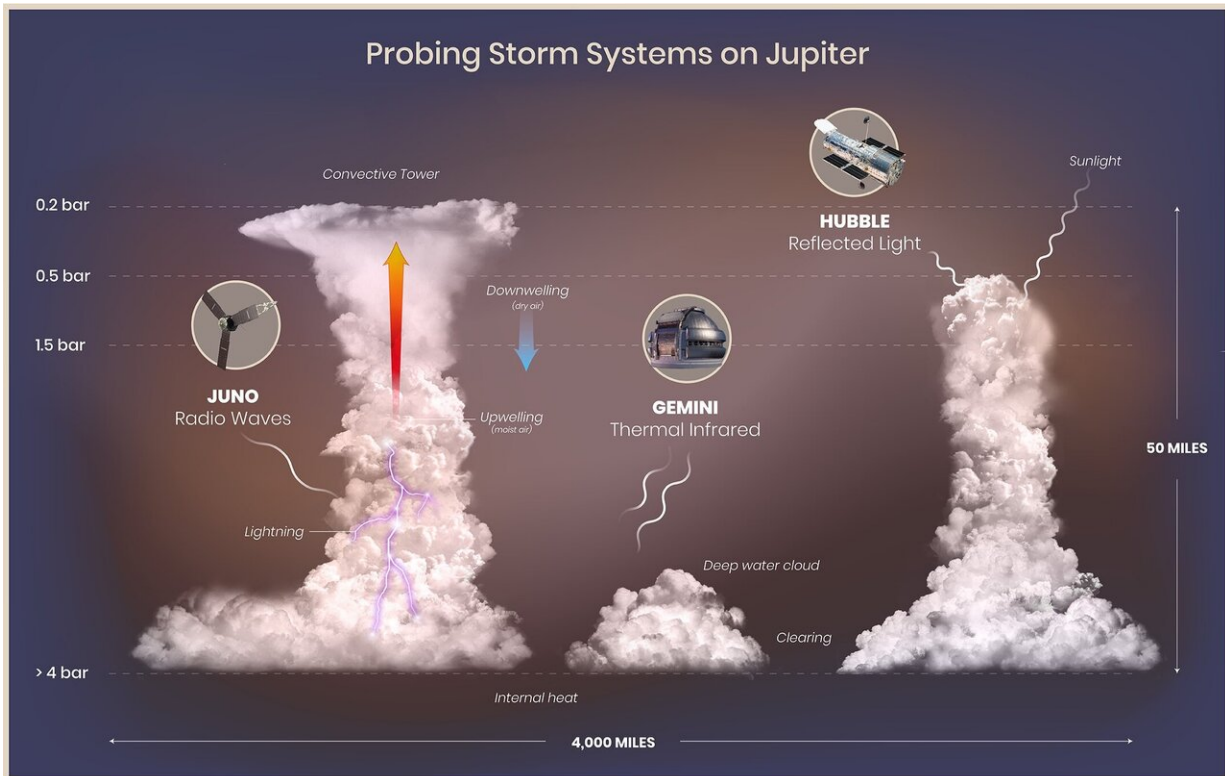 Probing Storm Systems on Jupiter
Convective Tower
Sunlight
0.2 bar
HUBBLE
Reflected Light
0.5 bar
Downwelling
(dry air)
1.5 bar
JUNO
Radio Waves
GEMINI
Thermal Infrared
Upwelling
(moist air)
50 MILES
Lightning
Deep water cloud
Clearing
> 4 bar
Internal heat
4,000 MILES